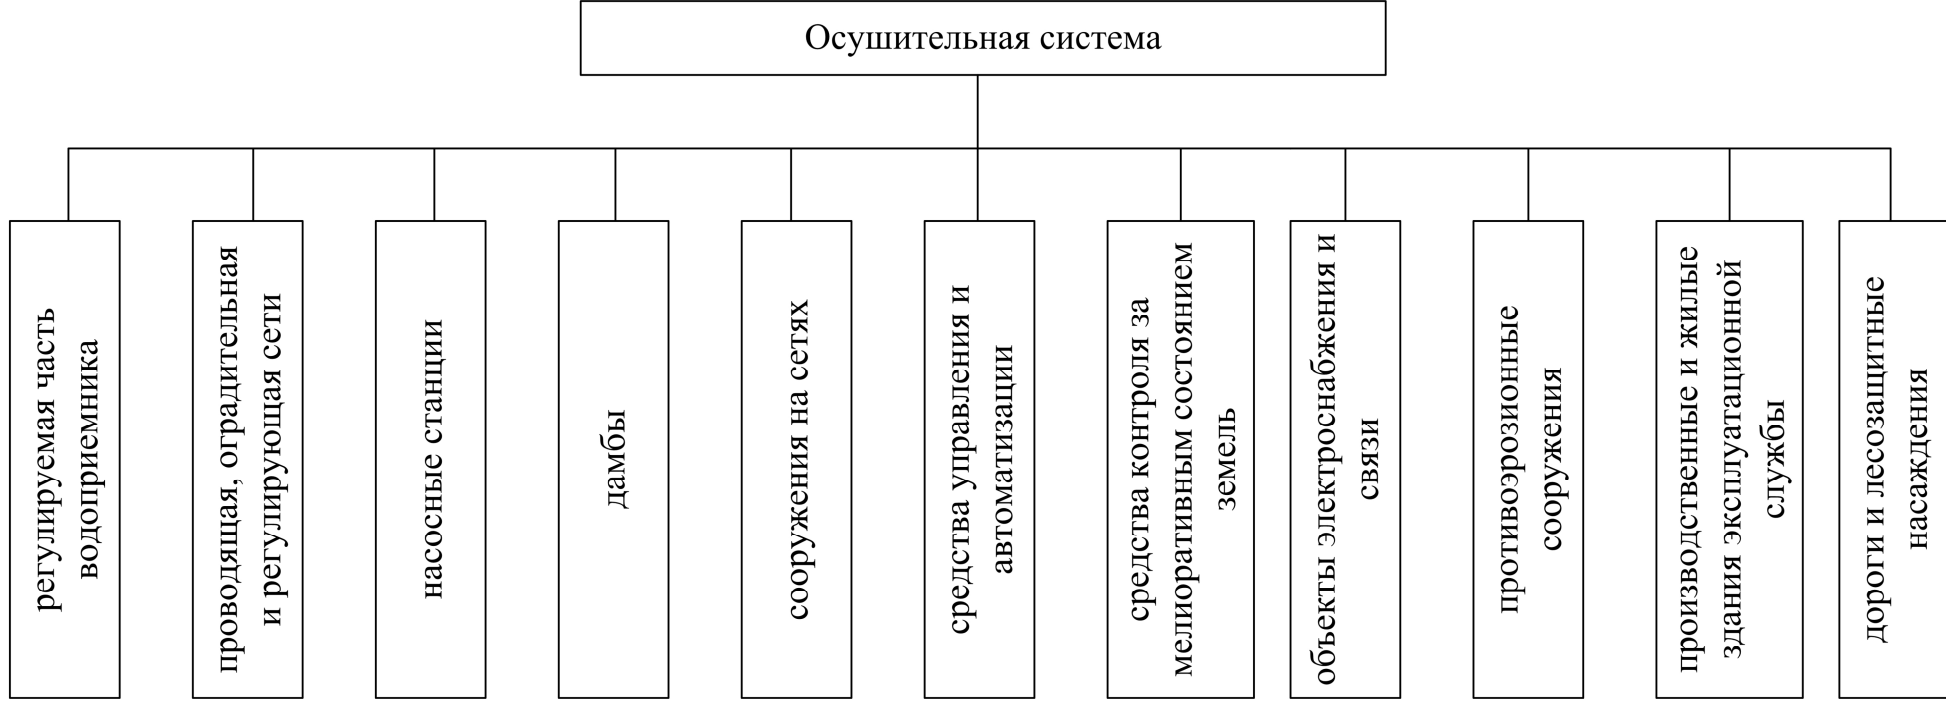 Осушительная система
регулируемая часть
водоприемника
проводящая, оградительная
и регулирующая сети
насосные станции
дамбы
сооружения на сетях
средства управления и
автоматизации
средства контроля за
мелиоративным состоянием
земель
объекты электроснабжения и
связи
противоэрозионные
сооружения
производственные и жилые
здания эксплуатационной
службы
дороги и лесозащитные
насаждения